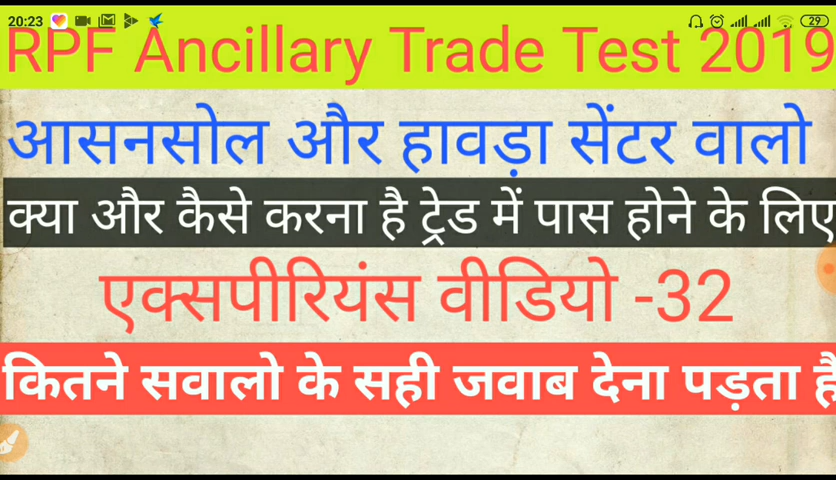 20:23 29
RPF Ancillary Trade Test 2019
आसनसोल और हावड़ा सेंटर वालो
क्या और कैसे करना है ट्रेड में पास होने के लिए
एक्सपीरियंस वीडियो -32
कितने सवालो के सही जवाब देना पड़ता है